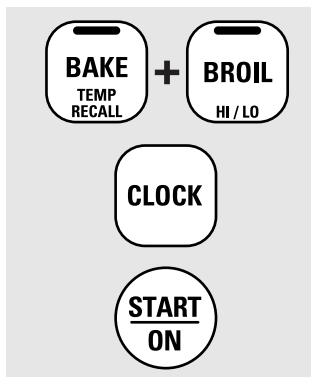 BAKE
TEMP
RECALL
+
BROIL
HI / LO
CLOCK
START
ON